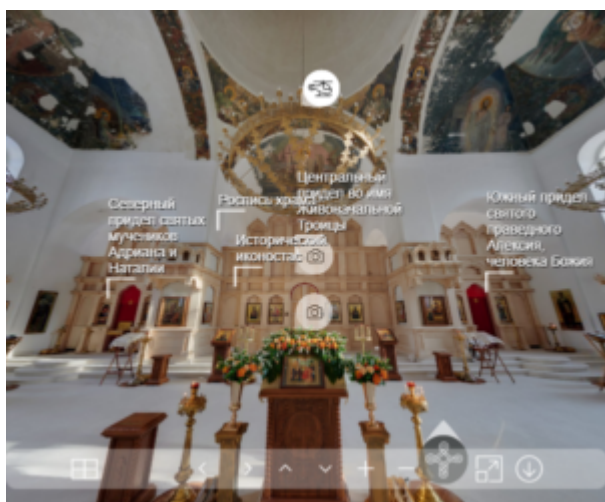 Северный
придел святых
мучеников
Адриана и
Наталии
Роспись храма
Исторический
иконостас
Центральный
придел во имя
Живоначальной
Троицы
Южный придел
святого
праведного
Алексия,
человека Божия